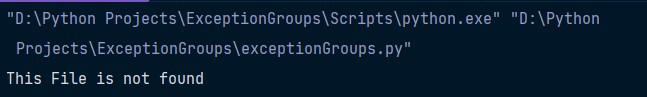 "D:\Python Projects\ExceptionGroups\Scripts\python.exe" "D:\Python
Projects\ExceptionGroups\exceptionGroups.py"
This File is not found